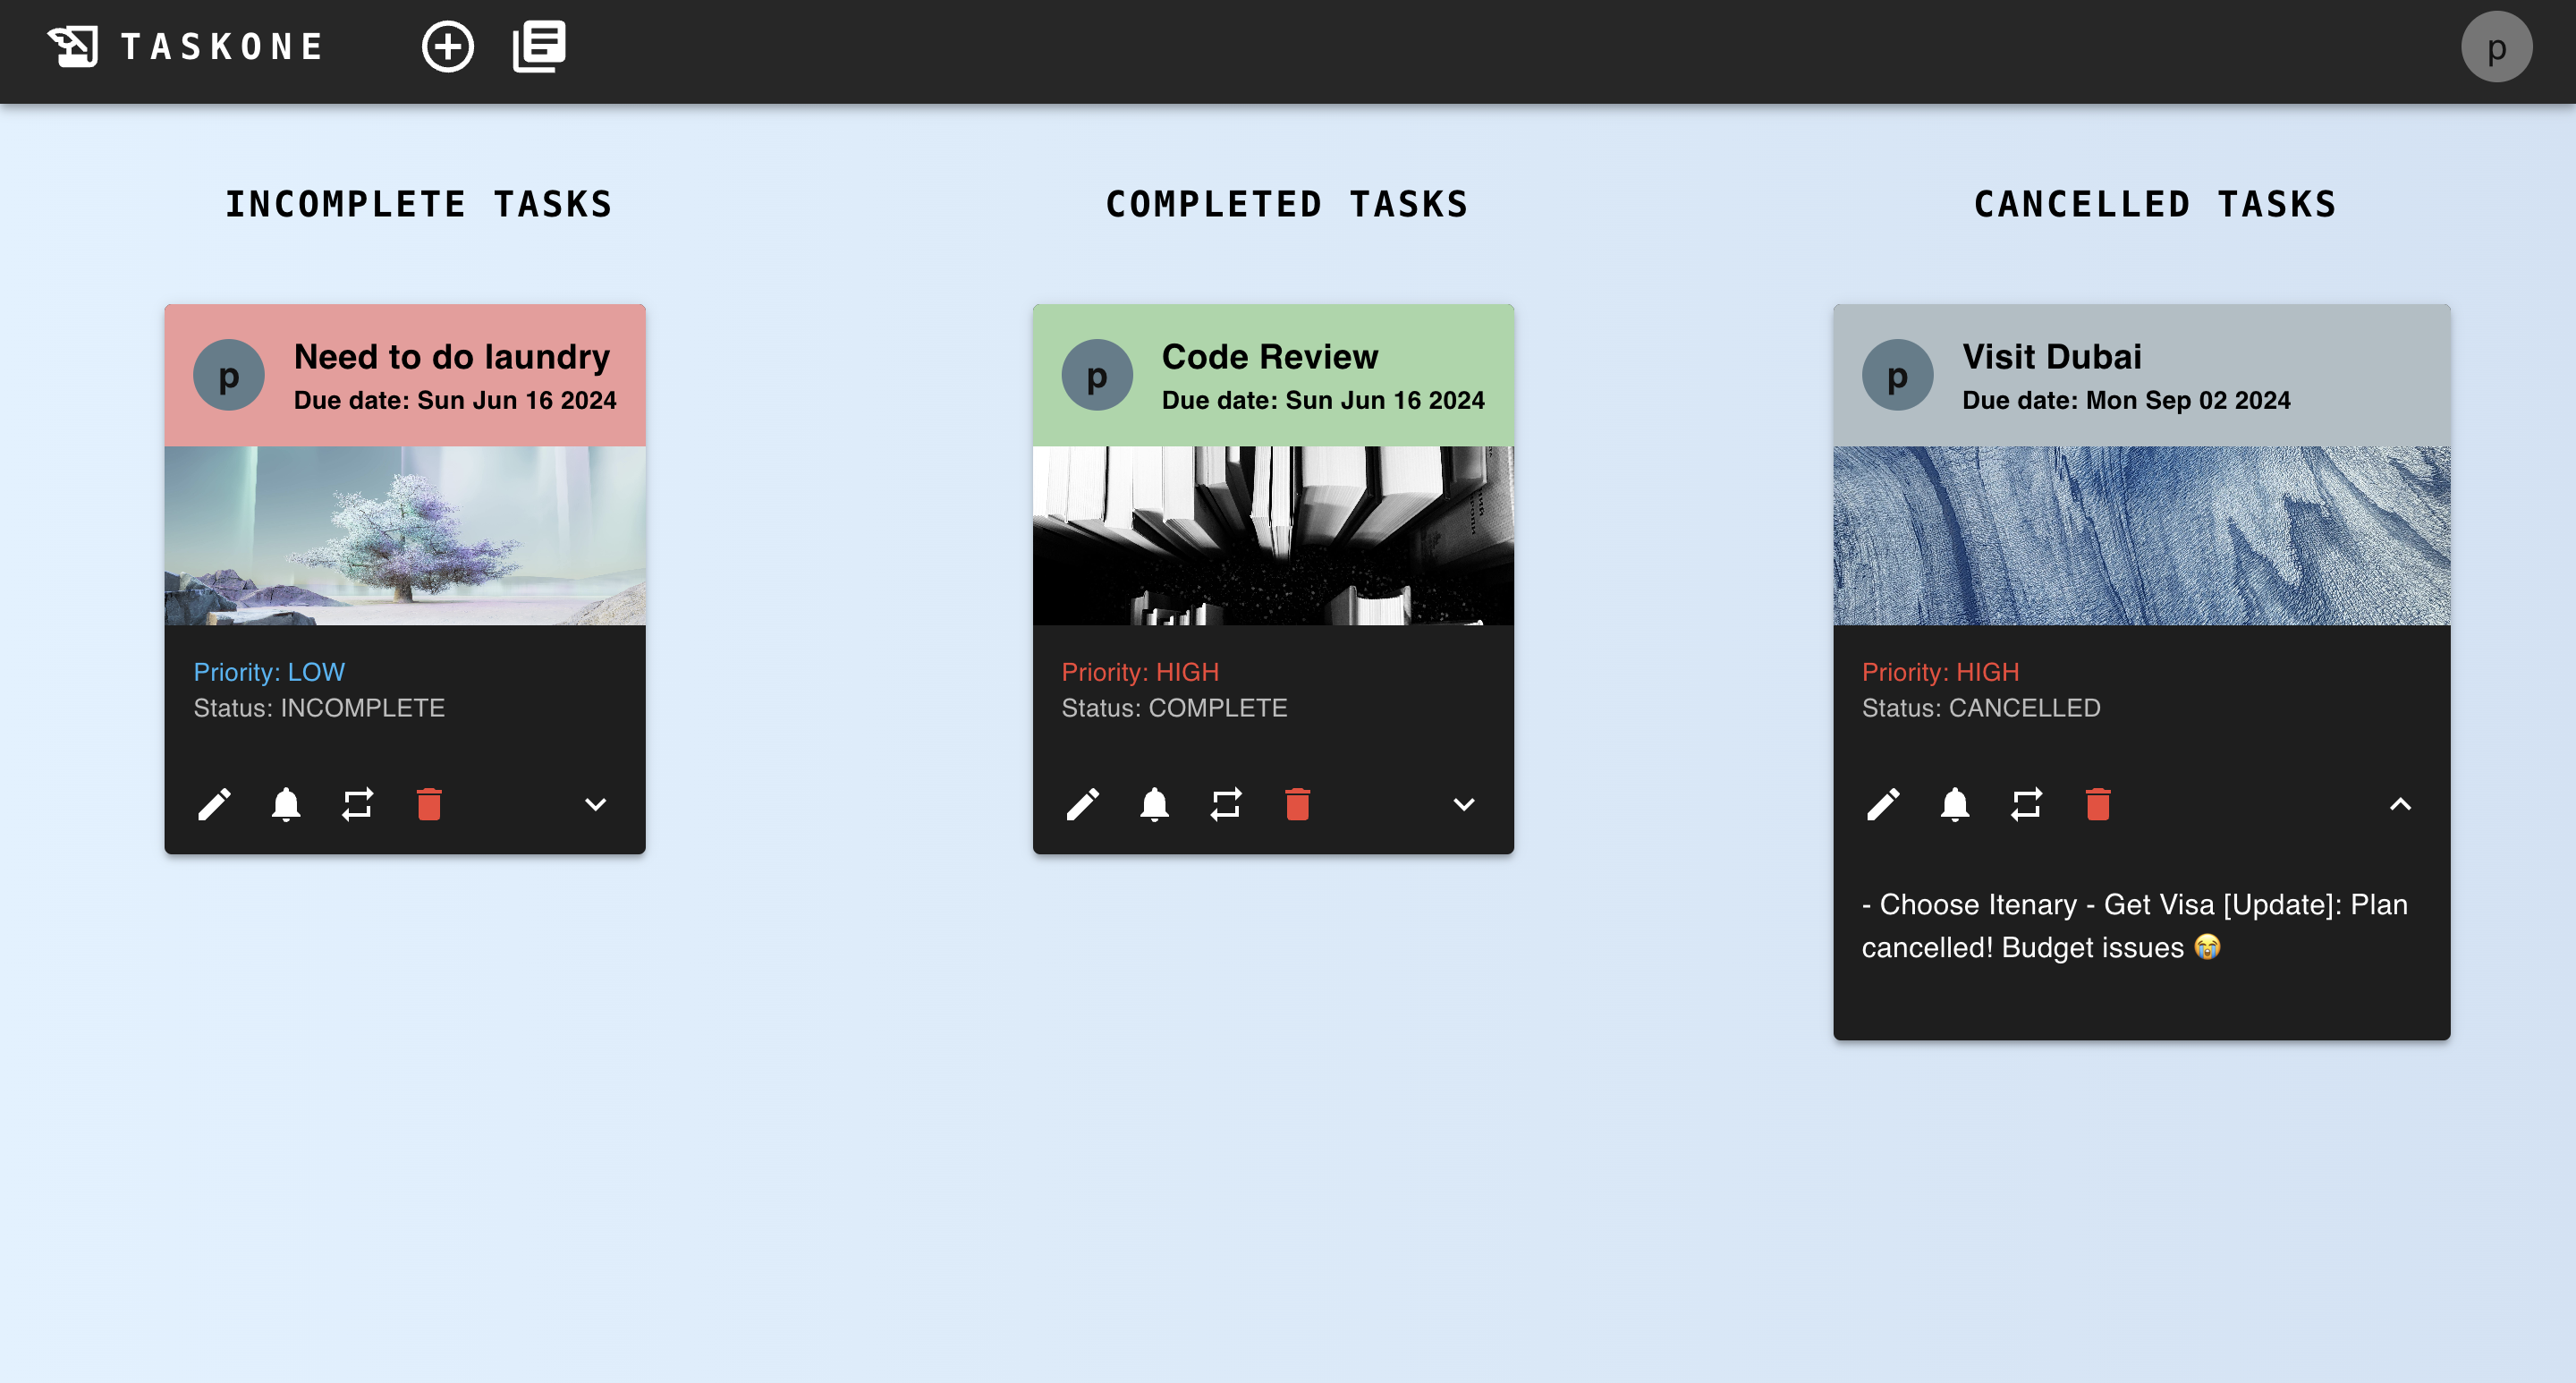 TASKONE
p
INCOMPLETE TASKS
COMPLETED TASKS
CANCELLED TASKS
p
Need to do laundry
Due date: Sun Jun 16 2024
Priority: LOW
Status: INCOMPLETE
p
Code Review
Due date: Sun Jun 16 2024
Priority: HIGH
Status: COMPLETE
p
Visit Dubai
Due date: Mon Sep 02 2024
Priority: HIGH
Status: CANCELLED
- Choose Itenary - Get Visa [Update]: Plan
cancelled! Budget issues 😭